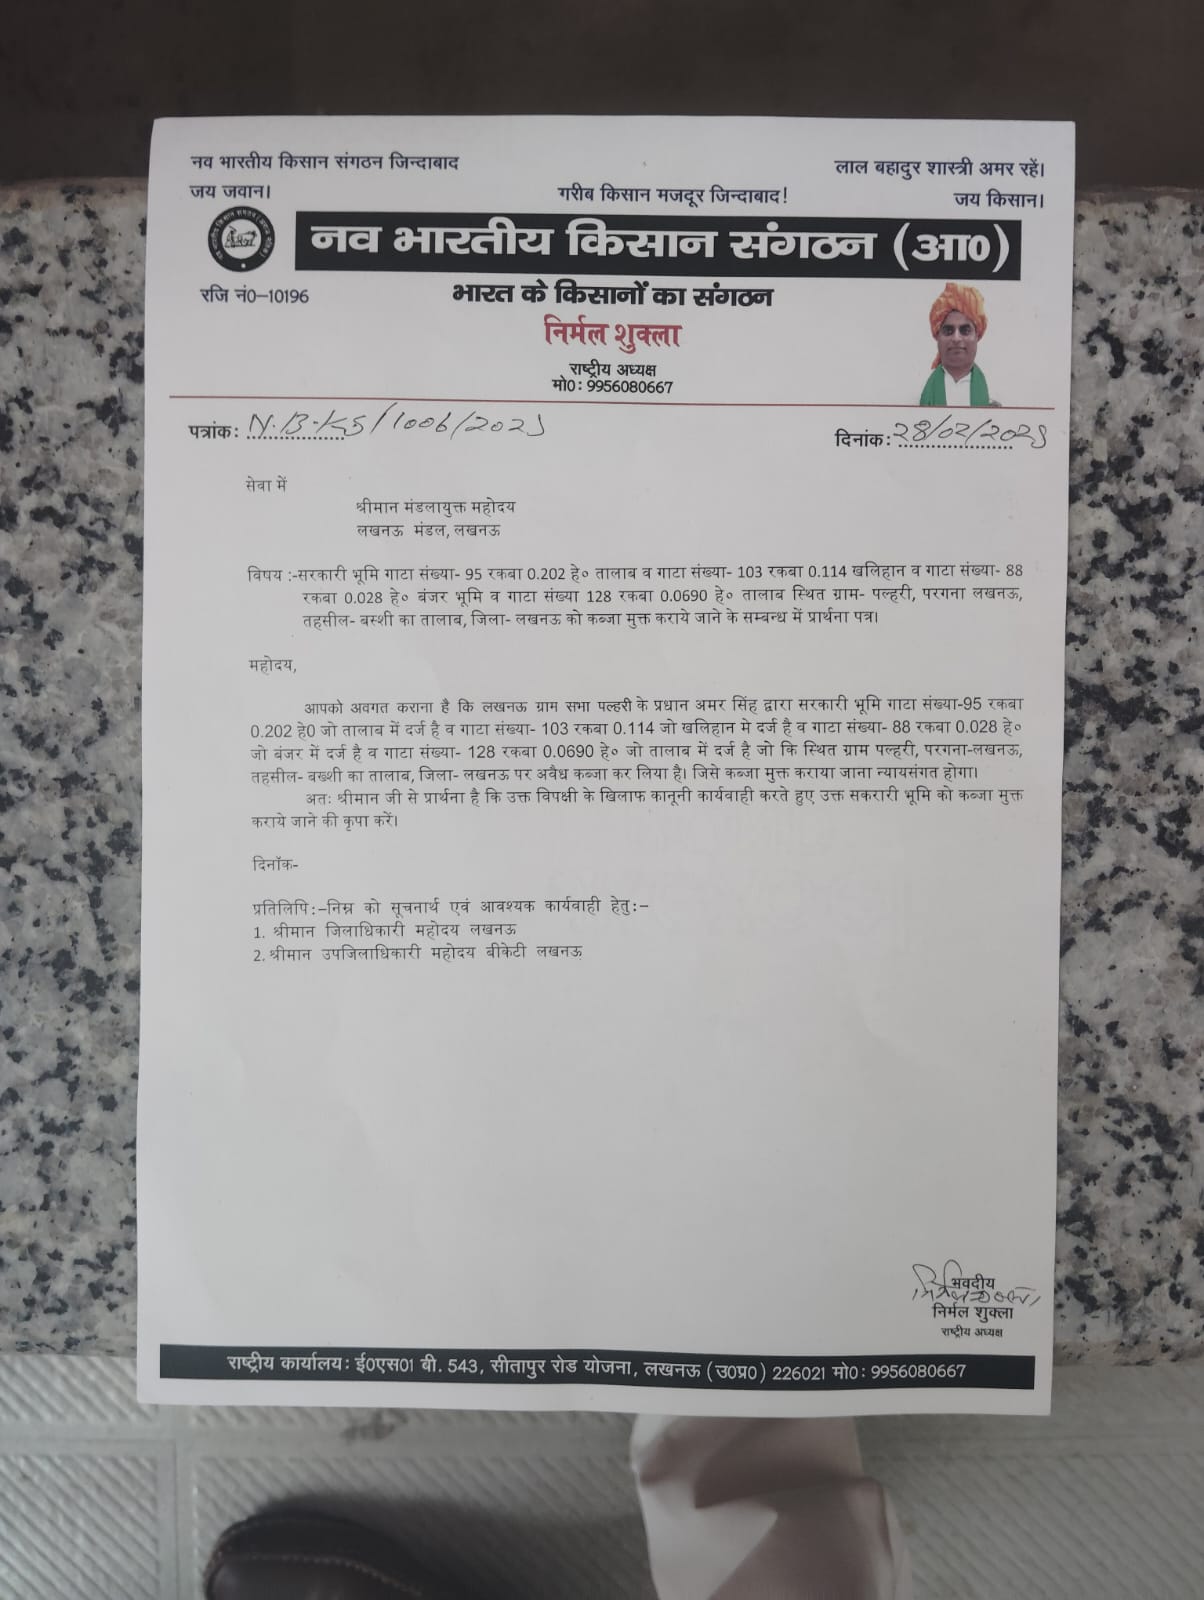 नव भारतीय किसान संगठन जिन्दाबाद
लाल बहादुर शास्त्री अमर रहें।
जय जवान।
गरीब किसान मजदूर जिन्दाबाद!
जय किसान।
नव भारतीय किसान संगठन (आ0)
रजि नं0–10196
भारत के किसानों का संगठन
निर्मल शुक्ला
राष्ट्रीय अध्यक्ष
मो0: 9956080667
पत्रांक: N.B.KS/1006/2025
दिनांक: 28/02/2025
सेवा में
श्रीमान मंडलायुक्त महोदय
लखनऊ मंडल, लखनऊ
विषय :-सरकारी भूमि गाटा संख्या- 95 रकबा 0.202 हे० तालाब व गाटा संख्या- 103 रकबा 0.114 खलिहान व गाटा संख्या- 88
रकबा 0.028 हे० बंजर भूमि व गाटा संख्या 128 रकबा 0.0690 हे० तालाब स्थित ग्राम- पल्हरी, परगना लखनऊ,
तहसील- बस्शी का तालाब, जिला- लखनऊ को कब्जा मुक्त कराये जाने के सम्बन्ध में प्रार्थना पत्र।
महोदय,
आपको अवगत कराना है कि लखनऊ ग्राम सभा पल्हरी के प्रधान अमर सिंह द्वारा सरकारी भूमि गाटा संख्या-95 रकबा
0.202 हे0 जो तालाब में दर्ज है व गाटा संख्या- 103 रकबा 0.114 जो खलिहान मे दर्ज है व गाटा संख्या- 88 रकबा 0.028 हे०
जो बंजर में दर्ज है व गाटा संख्या- 128 रकबा 0.0690 हे० जो तालाब में दर्ज है जो कि स्थित ग्राम पल्हरी, परगना-लखनऊ,
तहसील- बख्शी का तालाब, जिला- लखनऊ पर अवैध कब्जा कर लिया है। जिसे कब्जा मुक्त कराया जाना न्यायसंगत होगा।
अतः श्रीमान जी से प्रार्थना है कि उक्त विपक्षी के खिलाफ कानूनी कार्यवाही करते हुए उक्त सकरारी भूमि को कब्जा मुक्त
कराये जाने की कृपा करें।
दिनॉक-
प्रतिलिपि:–निम्न को सूचनार्थ एवं आवश्यक कार्यवाही हेतु:–
1. श्रीमान जिलाधिकारी महोदय लखनऊ
2. श्रीमान उपजिलाधिकारी महोदय बीकेटी लखनऊ
भवदीय
निर्मल शुक्ला
राष्ट्रीय अध्यक्ष
राष्ट्रीय कार्यालय: ई0एस01 बी. 543, सीतापुर रोड योजना, लखनऊ (उ0प्र0) 226021 मो0: 9956080667